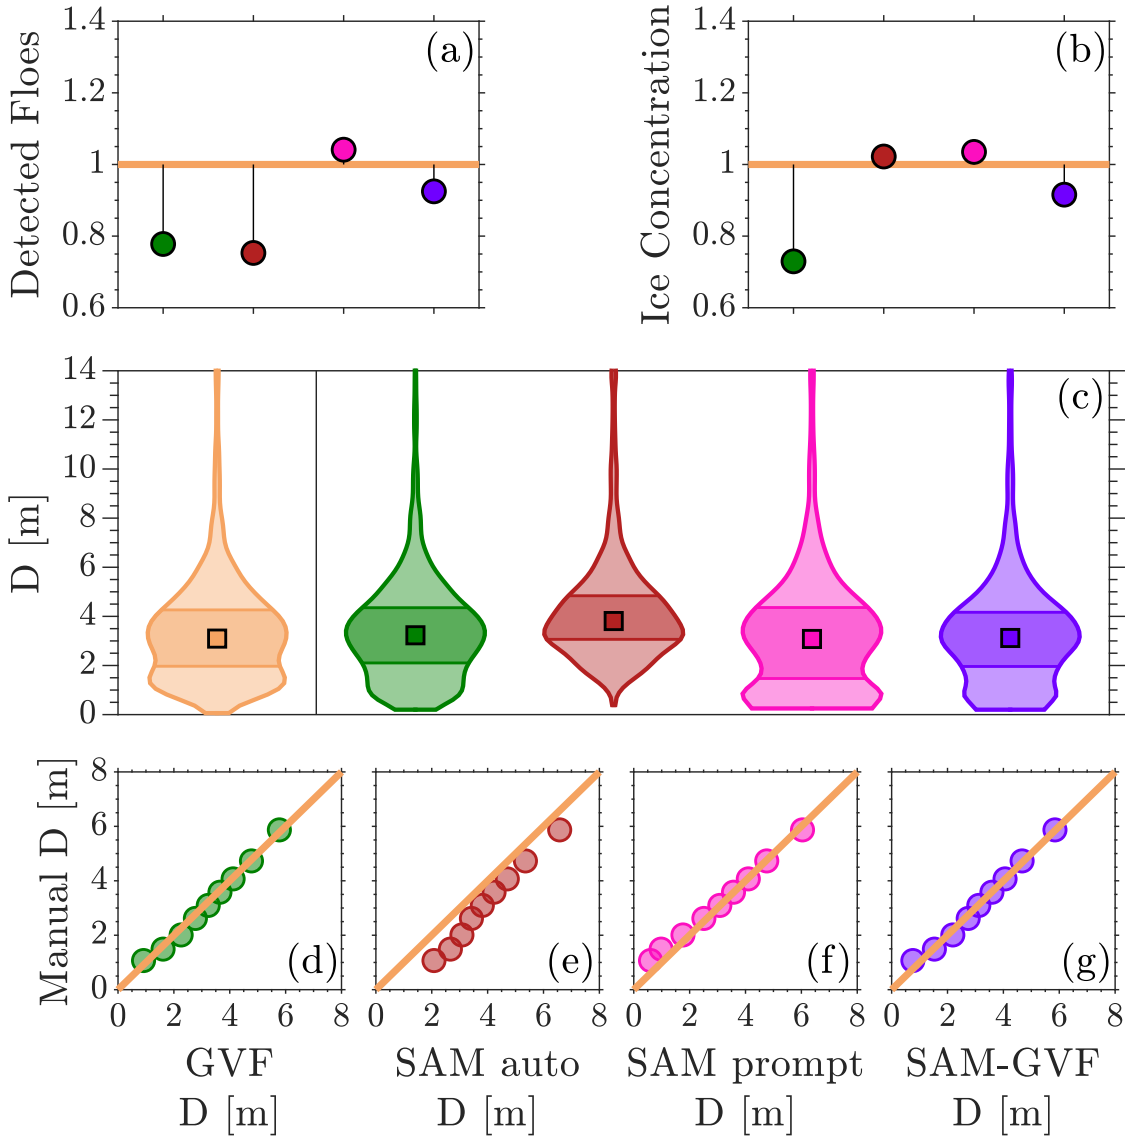 1.4
1.2
1
0.8
0.6
Detected Floes
(a)
1.4
1.2
1
0.8
0.6
Ice Concentration
(b)
14
12
10
8
6
4
2
0
D [m]
(c)
8
6
4
2
0
Manual D [m]
(d)
(e)
(f)
(g)
0 2 4 6 8
0 2 4 6 8
0 2 4 6 8
0 2 4 6 8
GVF
D [m]
SAM auto
D [m]
SAM prompt
D [m]
SAM-GVF
D [m]